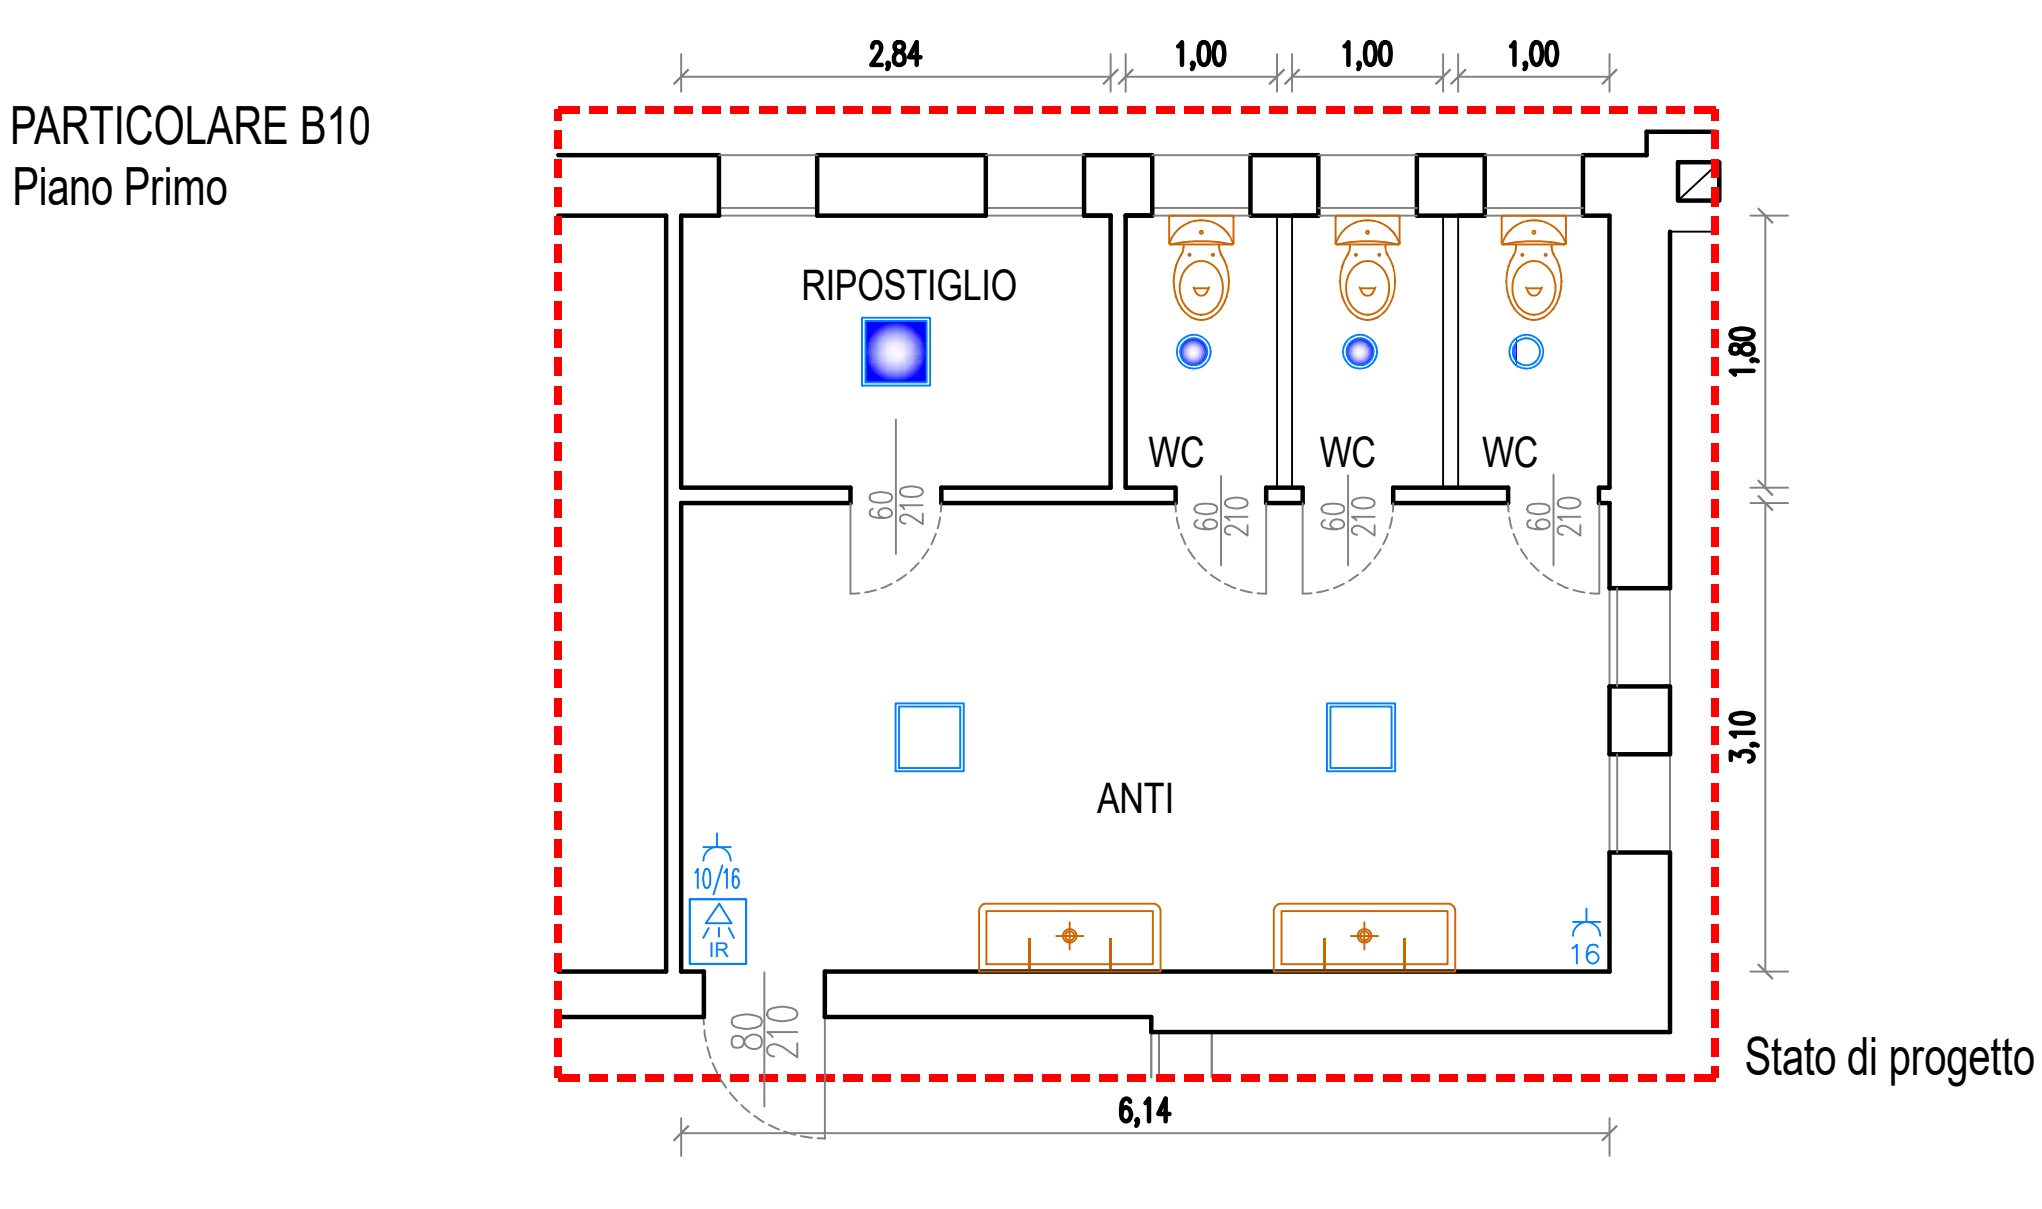 2,84
1,00
1,00
1,00
PARTICOLARE B10
Piano Primo
RIPOSTIGLIO
1,80
WC
WC
WC
60
210
60
210
60
210
60
210
3,10
ANTI
10/16
IR
16
80
210
Stato di progetto
6,14